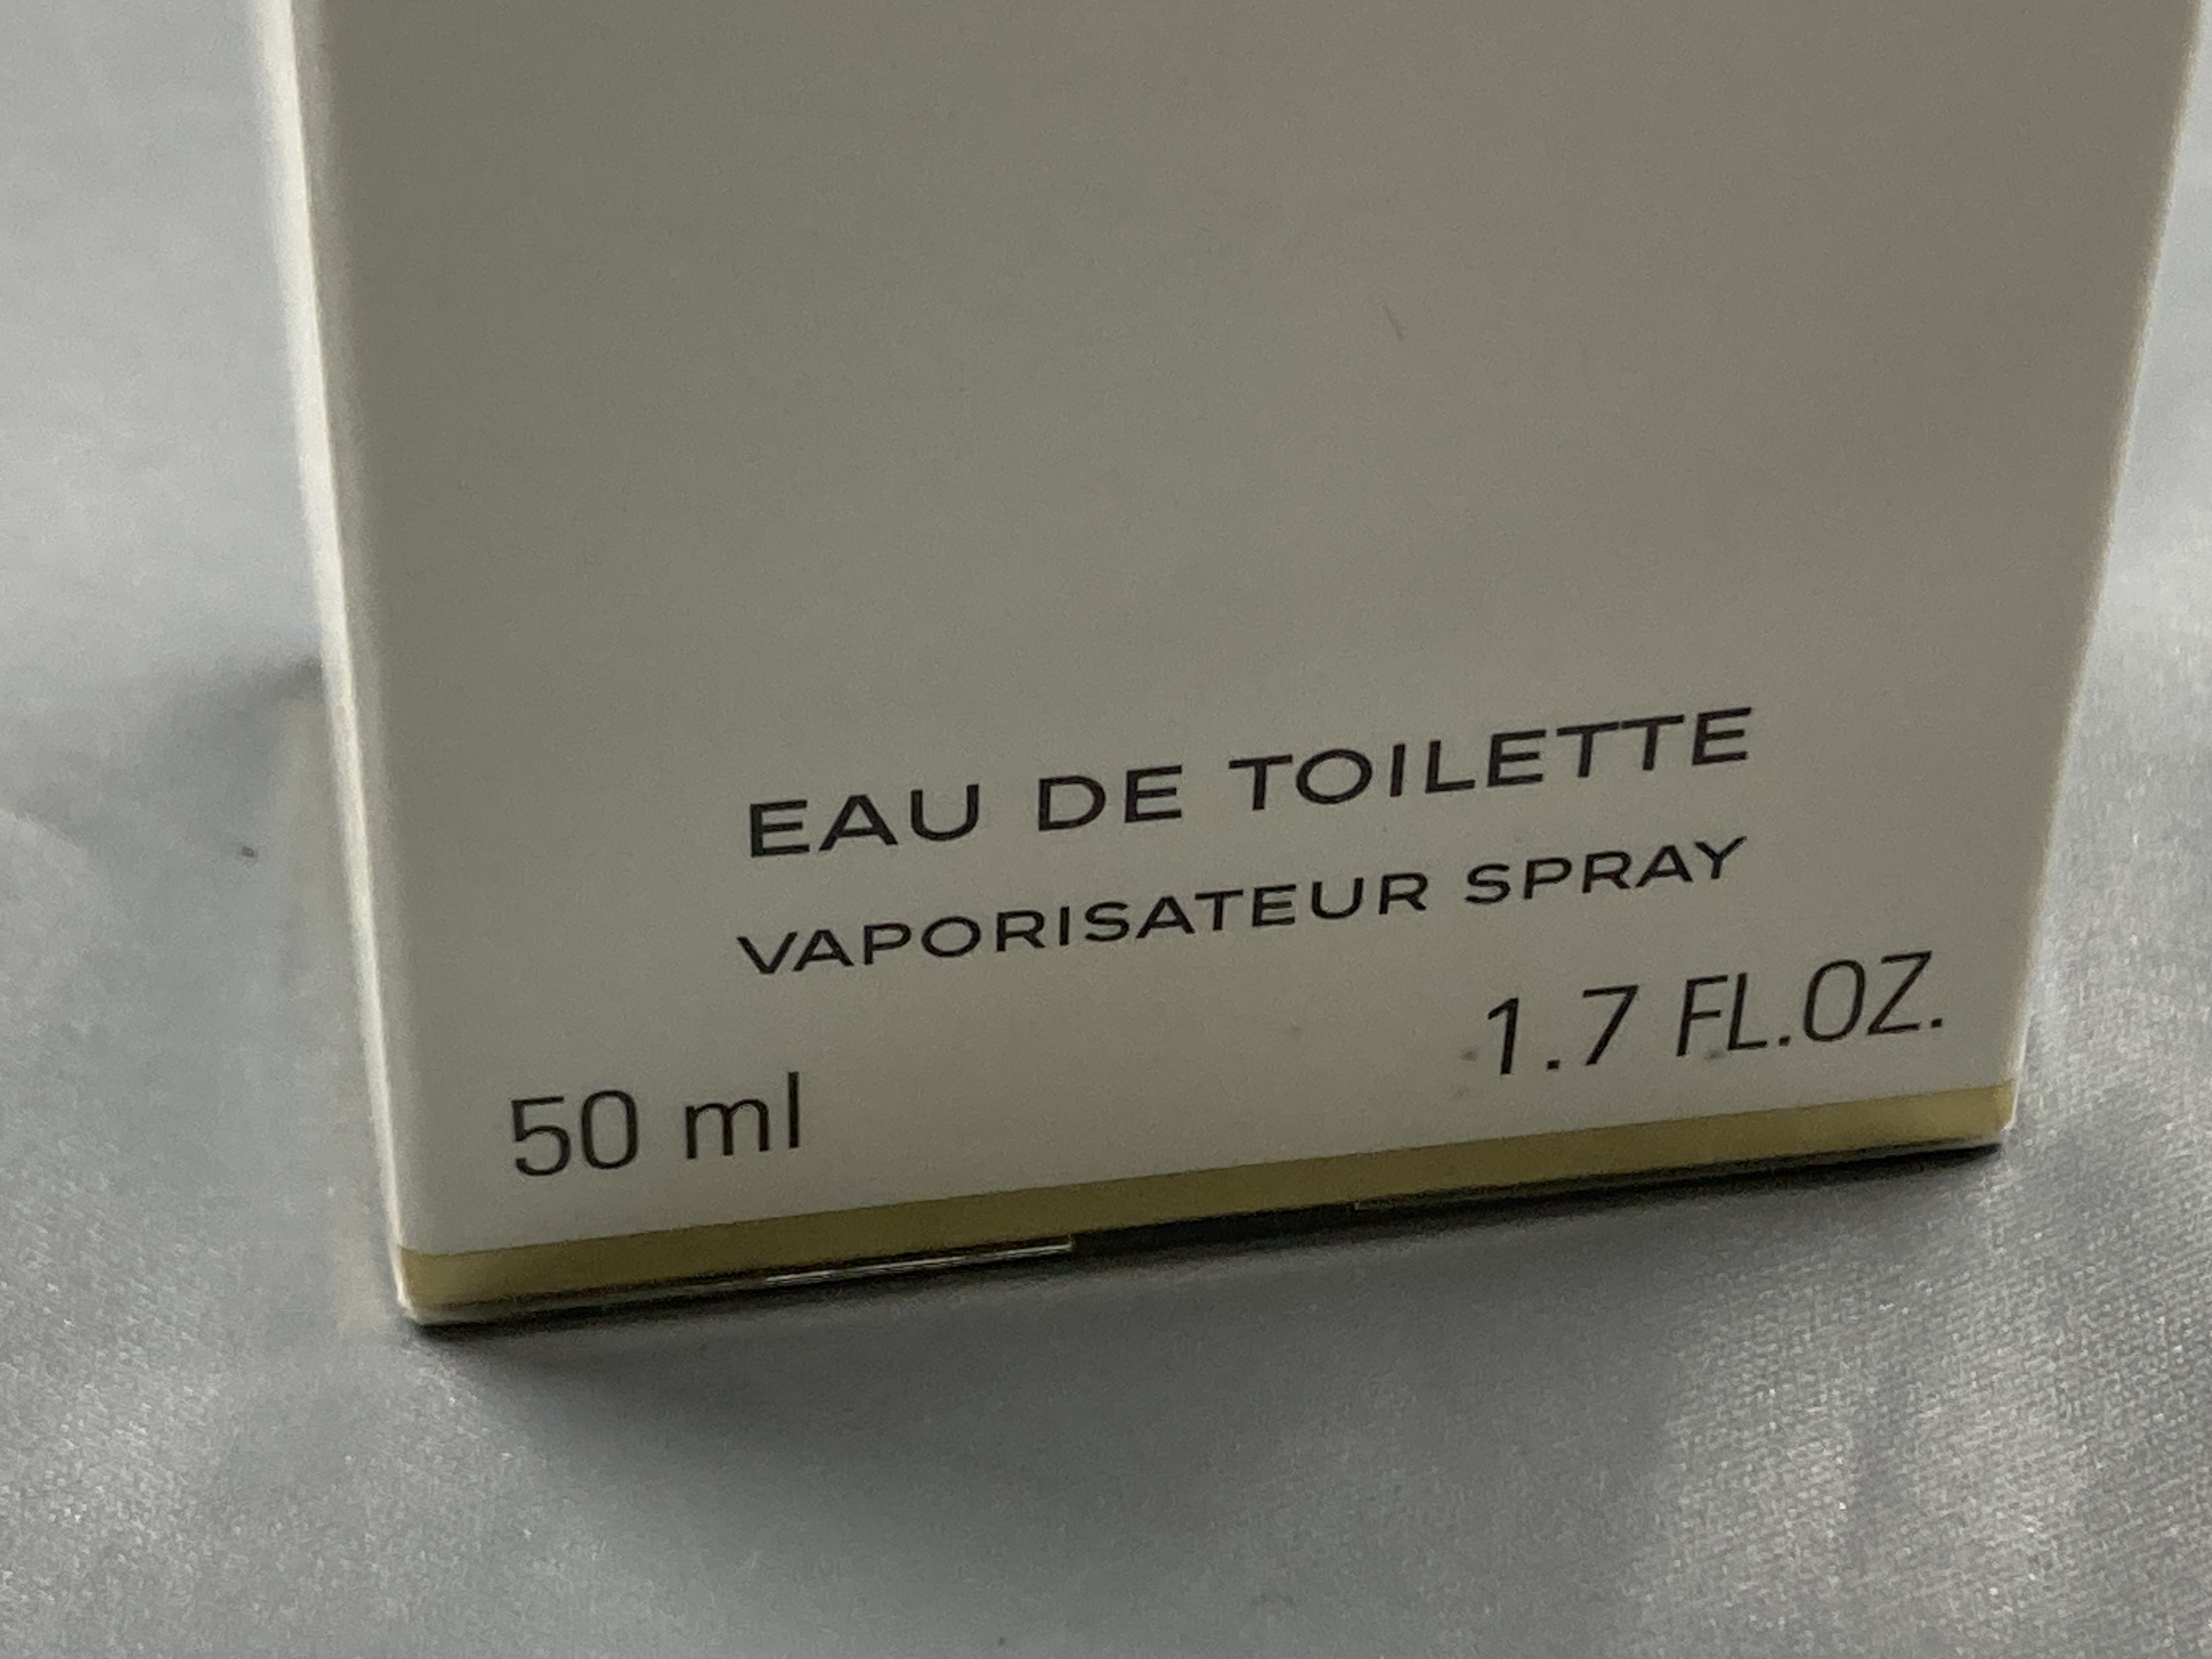 EAU DE TOILETTE
VAPORISATEUR SPRAY
50 ml 1.7 FL.OZ.